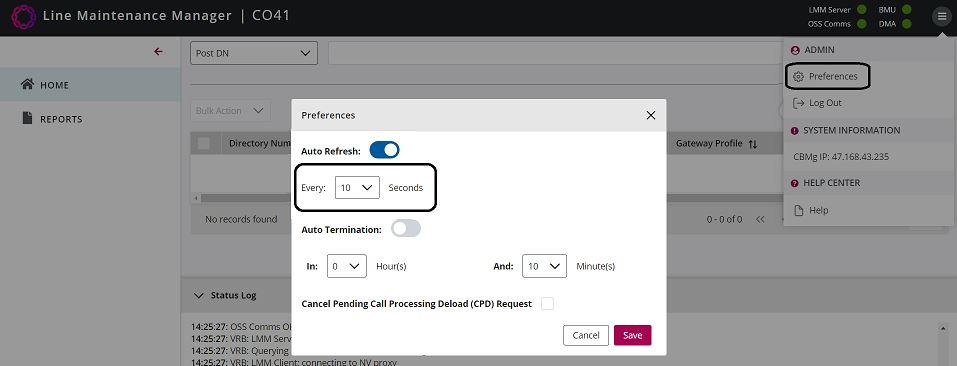 Line Maintenance Manager | CO41
LMM Server BMU
OSS Comms DMA
ADMIN
Preferences
Log Out
SYSTEM INFORMATION
CBMg IP: 47.168.43.235
HELP CENTER
Help
HOME
REPORTS
Post DN
Bulk Action
Directory Num
Gateway Profile
No records found
0 - 0 of 0
Preferences
Auto Refresh:
Every: 10 Seconds
Auto Termination:
In: 0 Hour(s) And: 10 Minute(s)
Cancel Pending Call Processing Deload (CPD) Request
Cancel Save
Status Log
14:25:27: OSS Comms
14:25:27: VRB: LMM Serv
14:25:27: VRB: Querying
14:25:27: VRB: LMM Client: connecting to NV proxy